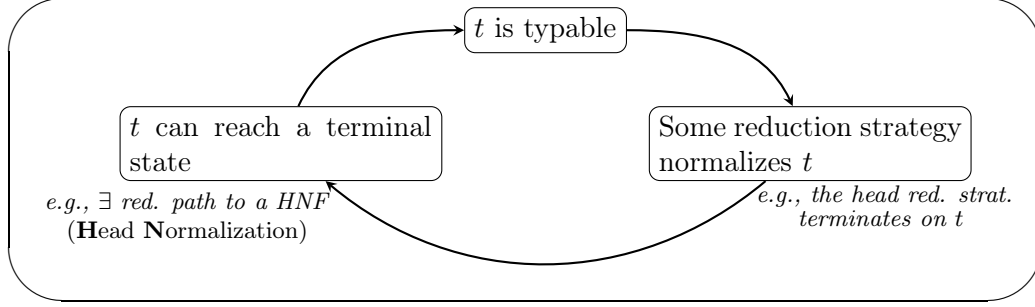 t is typable
t can reach a terminal
state
e.g., ∃ red. path to a HNF
(Head Normalization)
Some reduction strategy
normalizes t
e.g., the head red. strat.
terminates on t